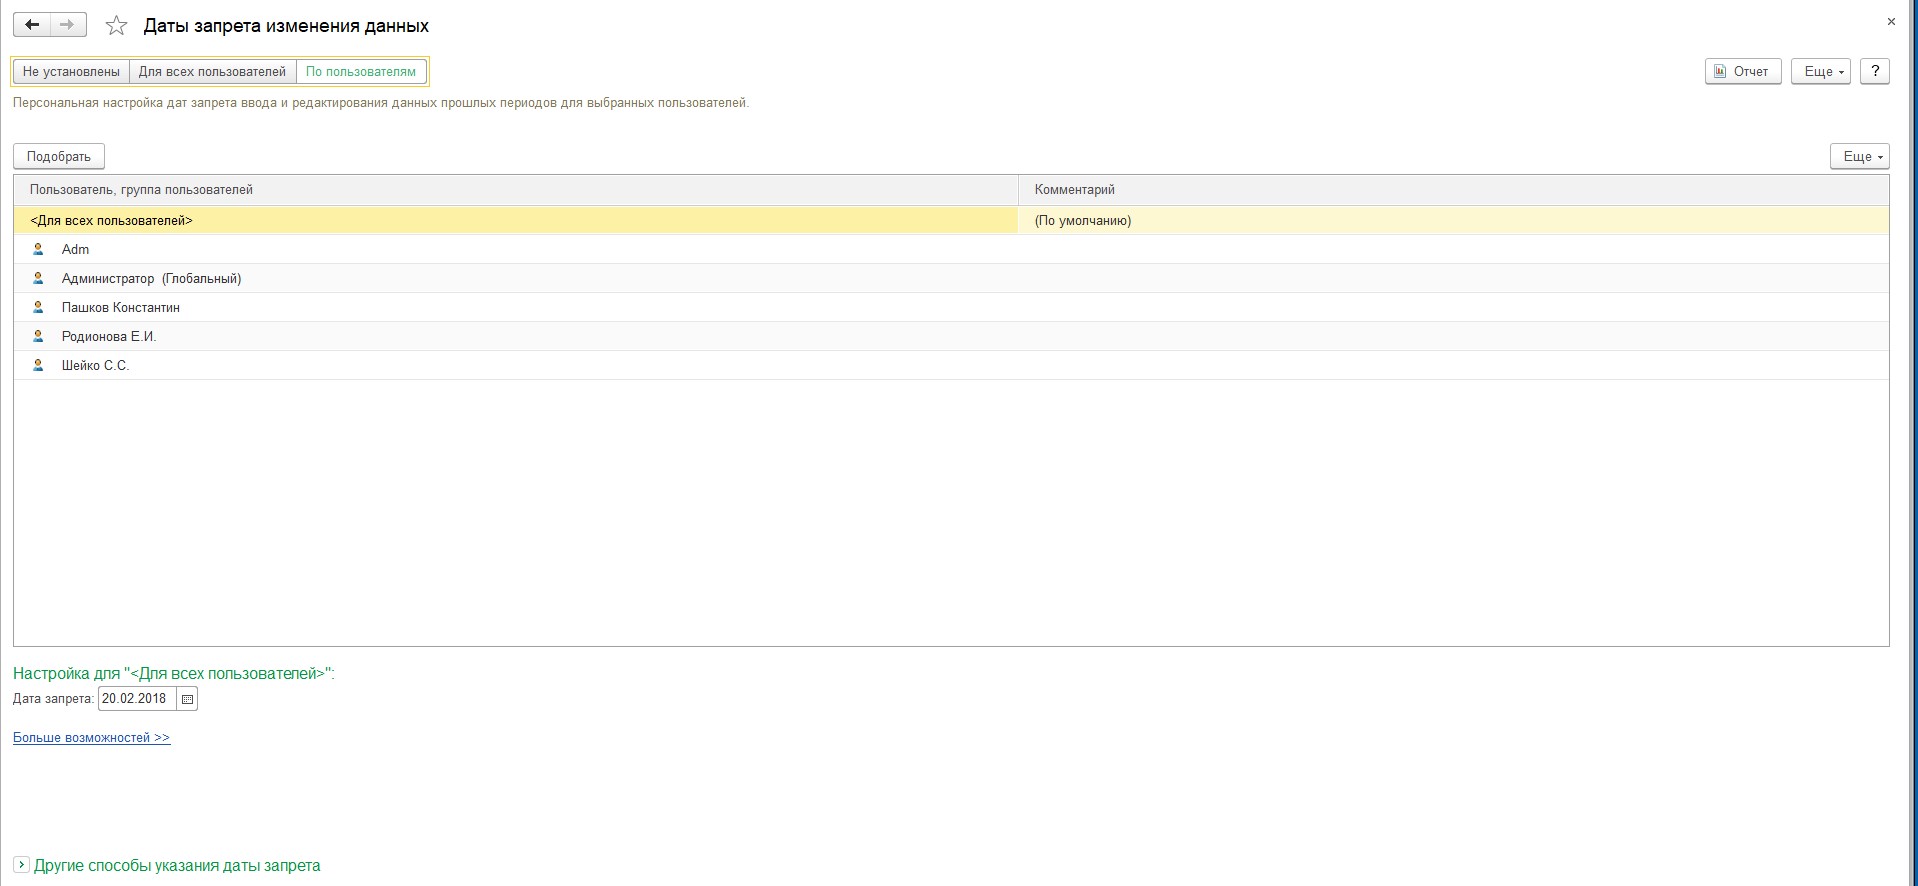 Даты запрета изменения данных
Не установлены Для всех пользователей По пользователям Отчет Еще ?
Персональная настройка дат запрета ввода и редактирования данных прошлых периодов для выбранных пользователей.
Подобрать Еще
Пользователь, группа пользователей Комментарий
<Для всех пользователей> (По умолчанию)
Adm
Администратор (Глобальный)
Пашков Константин
Родионова Е.И.
Шейко С.С.
Настройка для "<Для всех пользователей>":
Дата запрета: 20.02.2018
Больше возможностей >>
Другие способы указания даты запрета